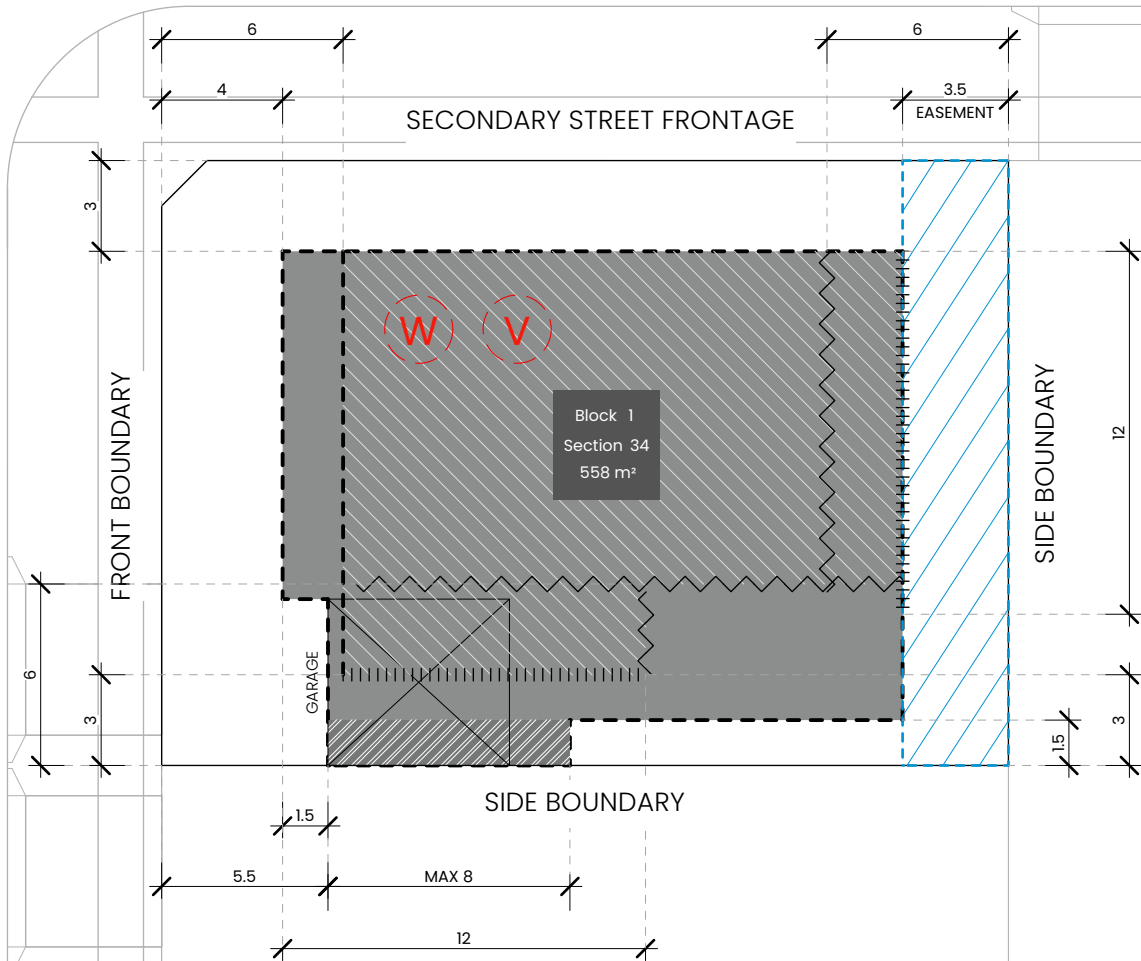 6
6
4
3.5
EASEMENT
SECONDARY STREET FRONTAGE
3
W
V
Block 1
Section 34
558 m²
FRONT BOUNDARY
SIDE BOUNDARY
12
6
3
GARAGE
3
1.5
SIDE BOUNDARY
1.5
5.5
MAX 8
12